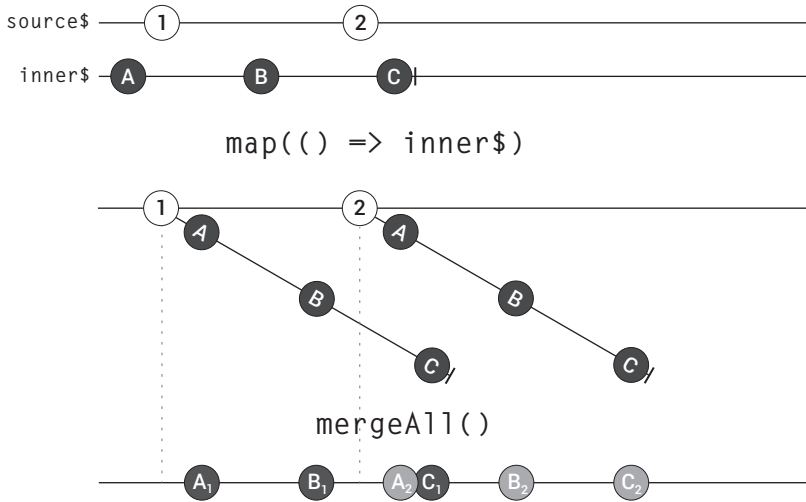 source$ 1 2
inner$ A B C
map(() => inner$)
1 2
A A
B B
C C
mergeAll()
A₁ B₁ A₂ C₁ B₂ C₂